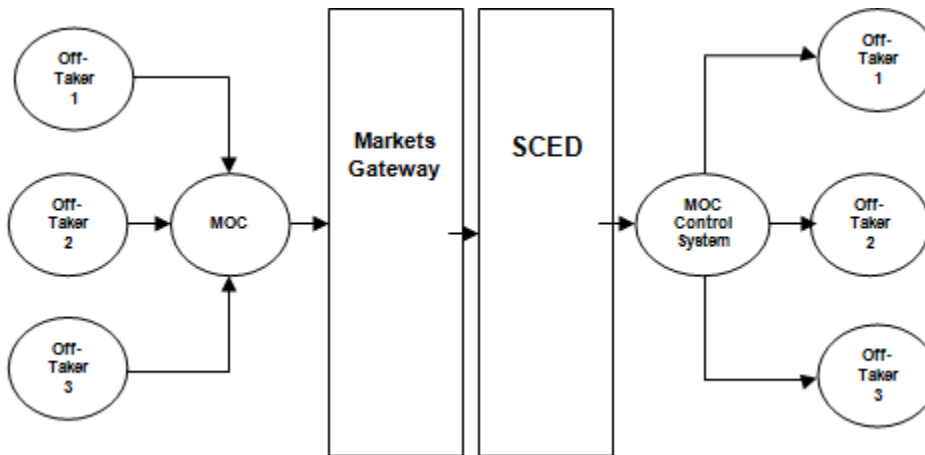 Off-
Taker
1
Off-
Taker
2
Off-
Taker
3
MOC
Markets
Gateway
SCED
MOC
Control
System
Off-
Taker
1
Off-
Taker
2
Off-
Taker
3